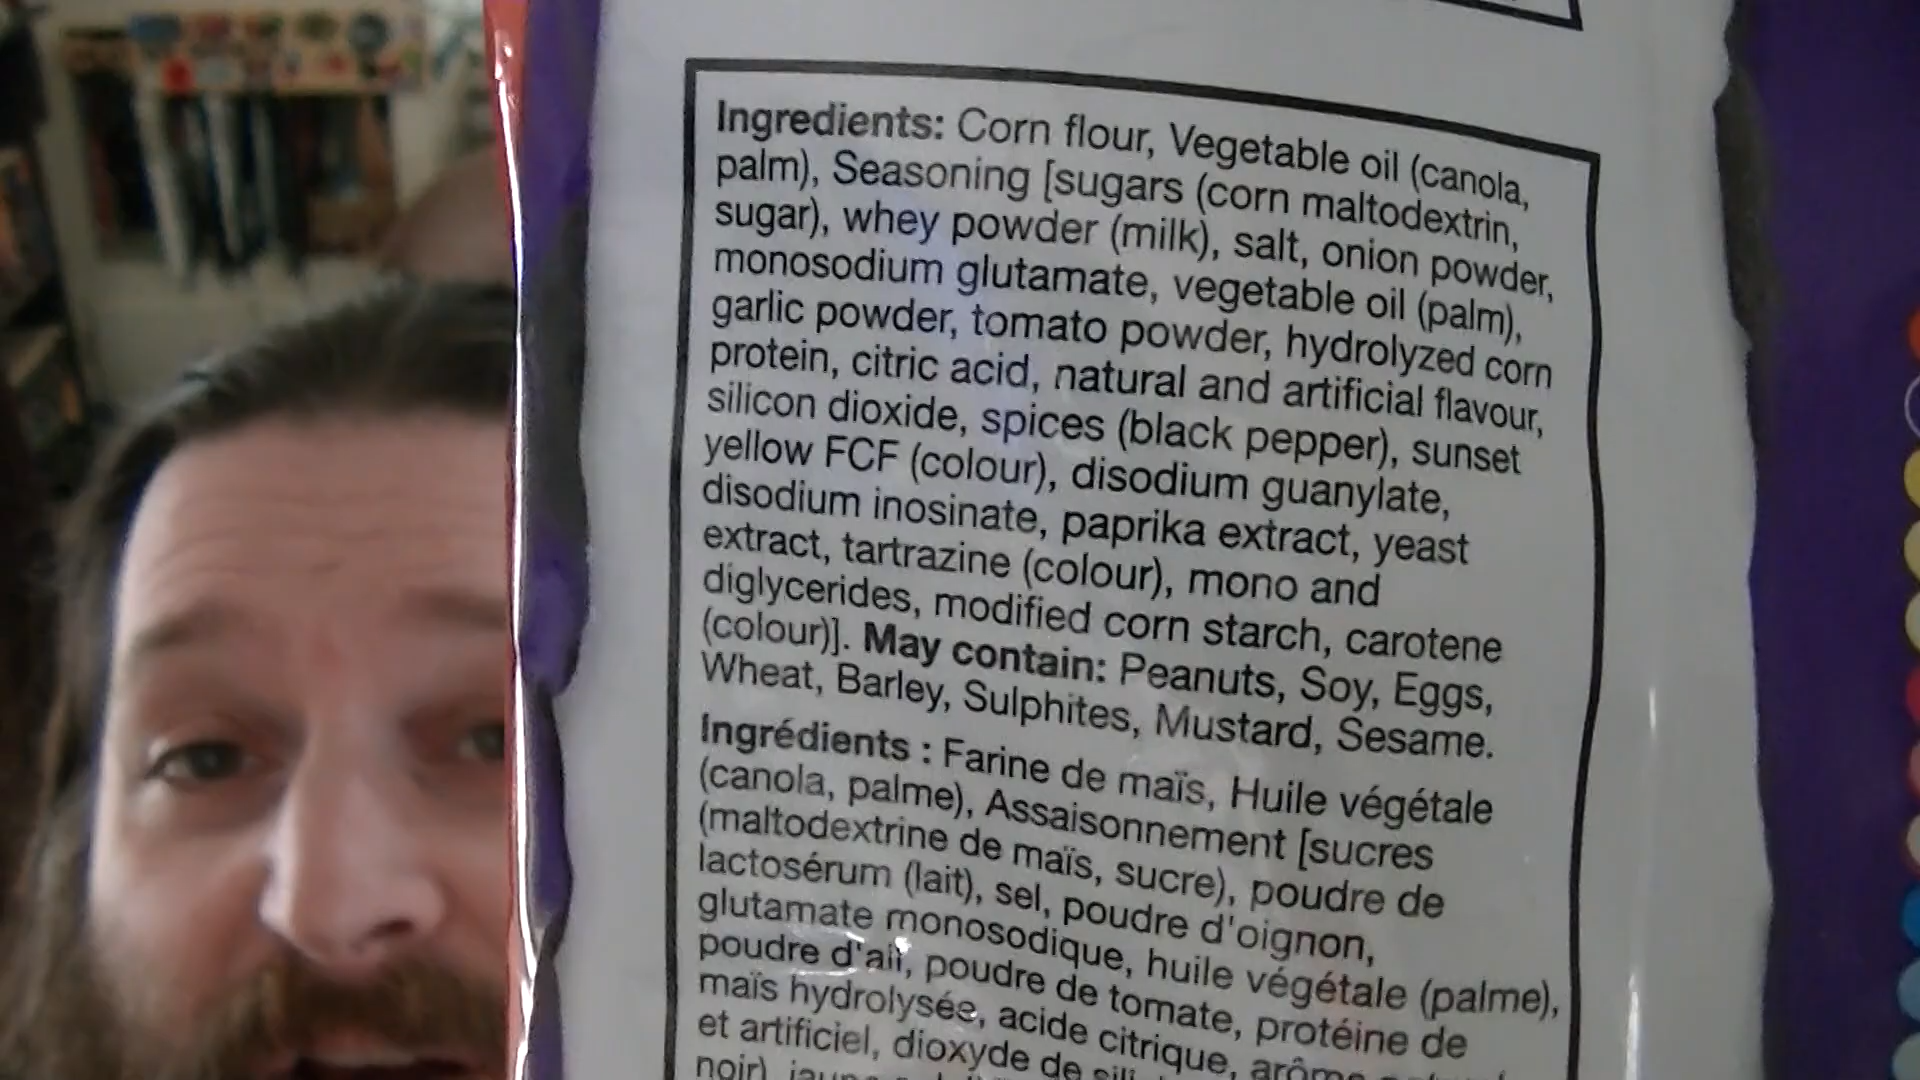 Ingredients: Corn flour, Vegetable oil (canola,
palm), Seasoning [sugars (corn maltodextrin,
sugar), whey powder (milk), salt, onion powder,
monosodium glutamate, vegetable oil (palm),
garlic powder, tomato powder, hydrolyzed corn
protein, citric acid, natural and artificial flavour,
silicon dioxide, spices (black pepper), sunset
yellow FCF (colour), disodium guanylate,
disodium inosinate, paprika extract, yeast
extract, tartrazine (colour), mono and
diglycerides, modified corn starch, carotene
(colour)]. May contain: Peanuts, Soy, Eggs,
Wheat, Barley, Sulphites, Mustard, Sesame.
Ingrédients : Farine de maïs, Huile végétale
(canola, palme), Assaisonnement [sucres
(maltodextrine de maïs, sucre), poudre de
lactosérum (lait), sel, poudre d'oignon,
glutamate monosodique, huile végétale (palme),
poudre d'ail, poudre de tomate, protéine de
maïs hydrolysée, acide citrique, arôme
et artificiel, dioxyde de
noir)